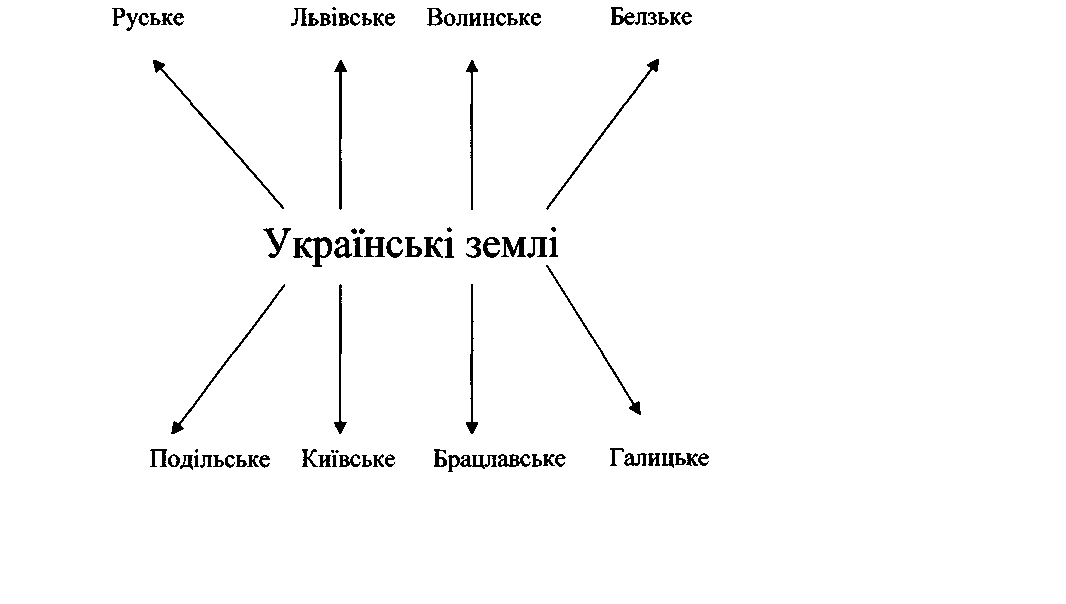 Руське Львівське Волинське Белзьке
Українські землі
Подільське Київське Брацлавське Галицьке